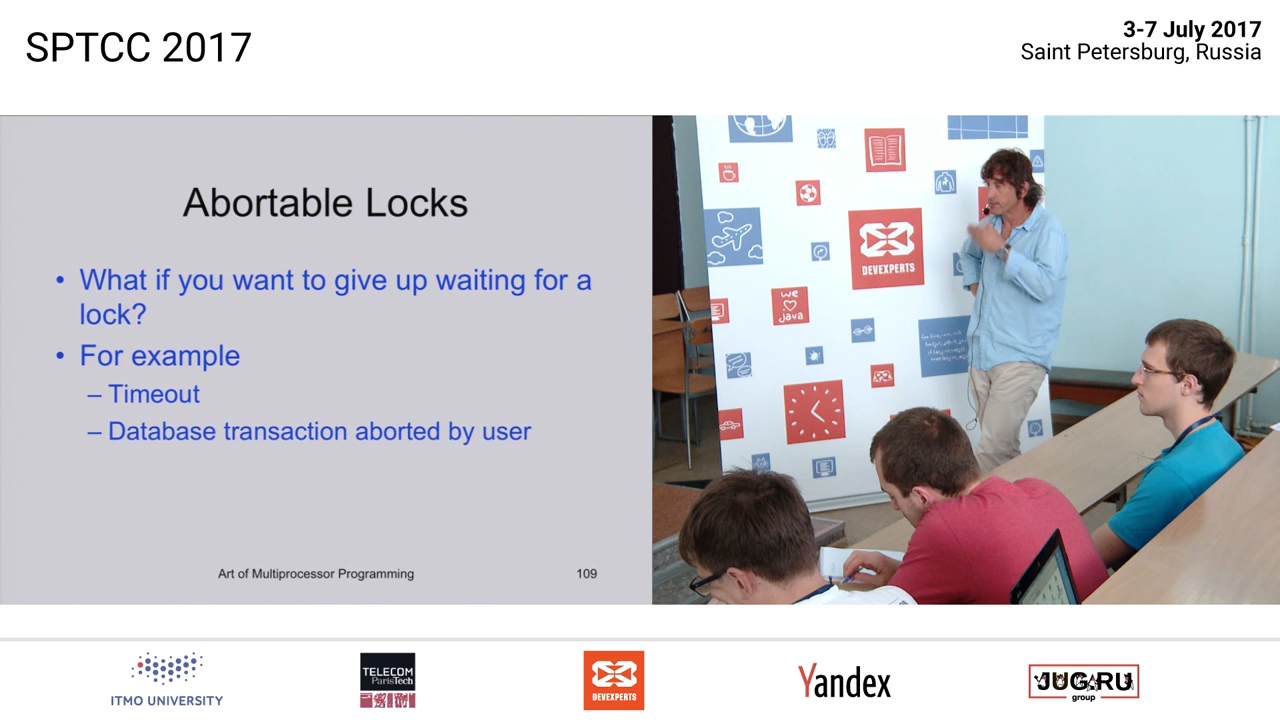 SPTCC 2017
3-7 July 2017
Saint Petersburg, Russia
Abortable Locks
• What if you want to give up waiting for a
lock?
• For example
– Timeout
– Database transaction aborted by user
Art of Multiprocessor Programming
109
DEVEXPERTS
we
java
ITMO UNIVERSITY
TELECOM
ParisTech
DEVEXPERTS
Yandex
JUG.RU
group